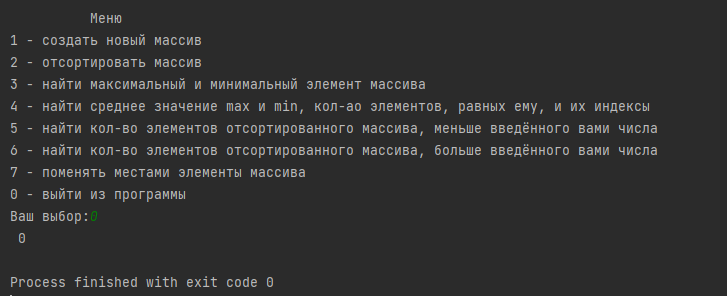 Меню
1 - создать новый массив
2 - отсортировать массив
3 - найти максимальный и минимальный элемент массива
4 - найти среднее значение max и min, кол-ао элементов, равных ему, и их индексы
5 - найти кол-во элементов отсортированного массива, меньше введённого вами числа
6 - найти кол-во элементов отсортированного массива, больше введённого вами числа
7 - поменять местами элементы массива
0 - выйти из программы
Ваш выбор:0
0
Process finished with exit code 0